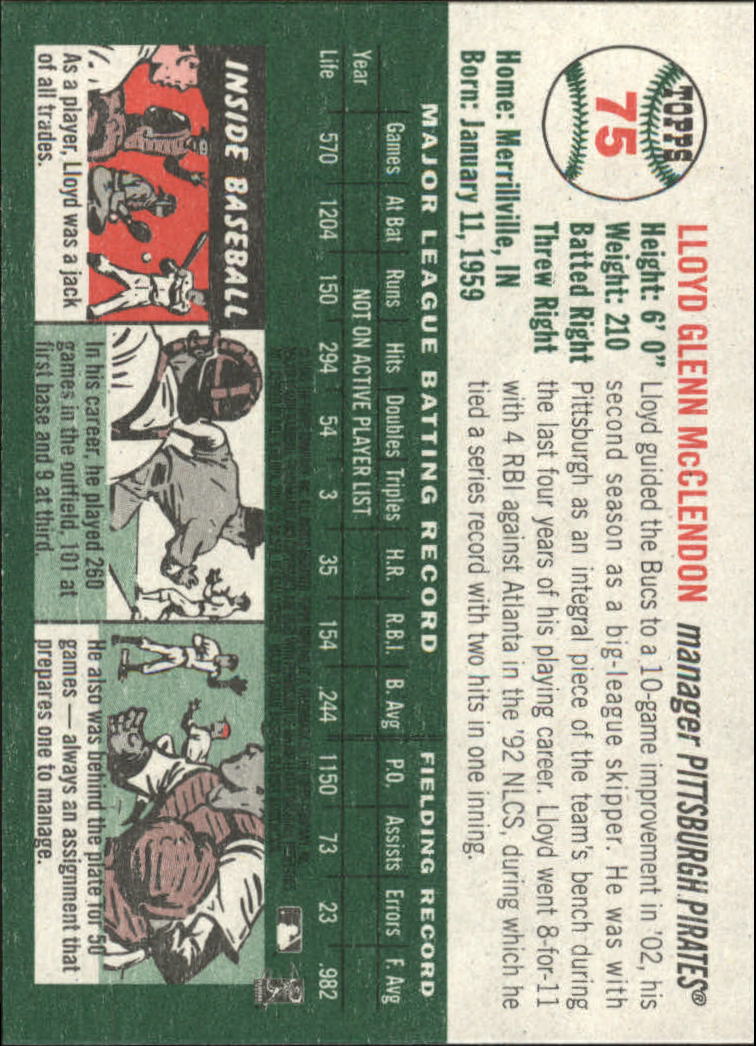 TOPPS
75
LLOYD GLENN McCLENDON manager PITTSBURGH PIRATES®
Height: 6' 0"
Weight: 210
Batted Right
Threw Right
Home: Merrillville, IN
Born: January 11, 1959
Lloyd guided the Bucs to a 10-game improvement in '02, his
second season as a big-league skipper. He was with
Pittsburgh as an integral piece of the team's bench during
the last four years of his playing career. Lloyd went 8-for-11
with 4 RBI against Atlanta in the '92 NLCS, during which he
tied a series record with two hits in one inning.
MAJOR LEAGUE BATTING RECORD FIELDING RECORD
Year Games At Bat Runs Hits Doubles Triples H.R. R.B.I. B. Avg P.O. Assists Errors F. Avg
NOT ON ACTIVE PLAYER LIST
Life 570 1204 150 294 54 3 35 154 .244 1150 73 23 .982
INSIDE BASEBALL
As a player, Lloyd was a jack
of all trades.
In his career, he played 260
games in the outfield, 101 at
first base and 9 at third.
He also was behind the plate for 50
games — always an assignment that
prepares one to manage.